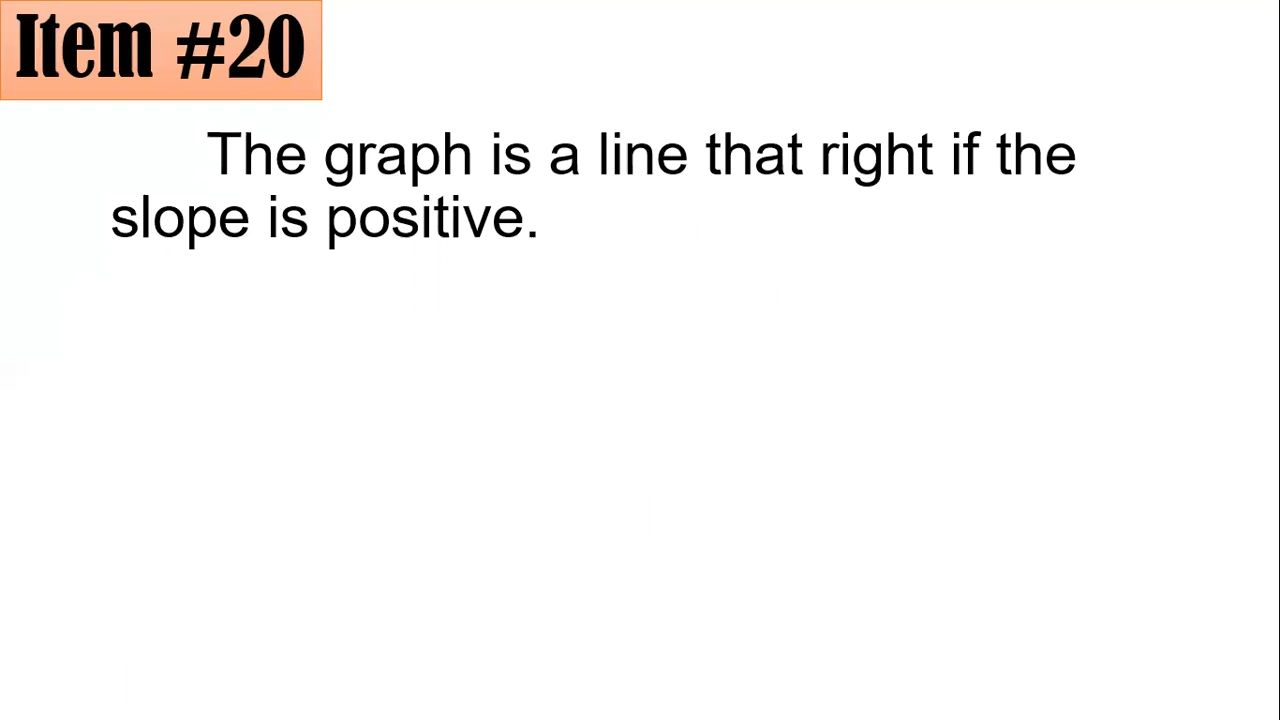 Item #20
The graph is a line that right if the
slope is positive.